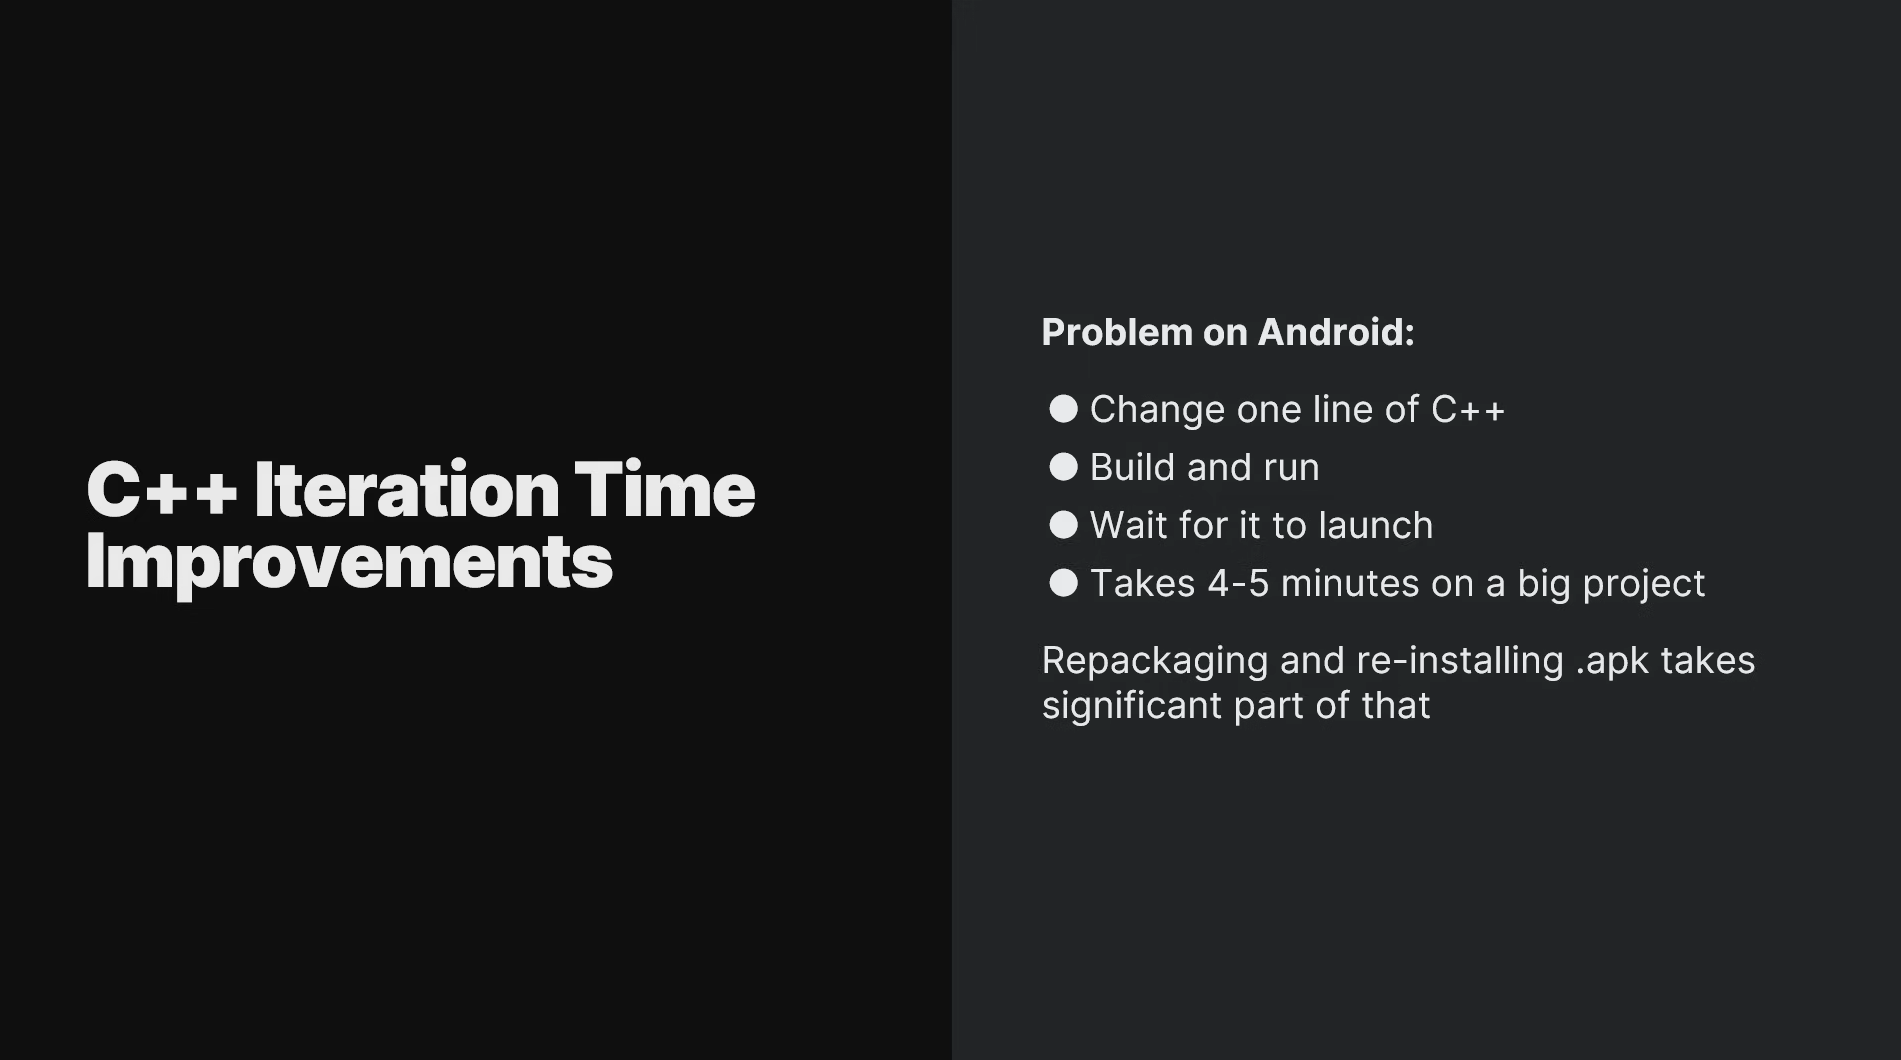 C++ Iteration Time
Improvements
Problem on Android:
● Change one line of C++
● Build and run
● Wait for it to launch
● Takes 4-5 minutes on a big project
Repackaging and re-installing .apk takes
significant part of that